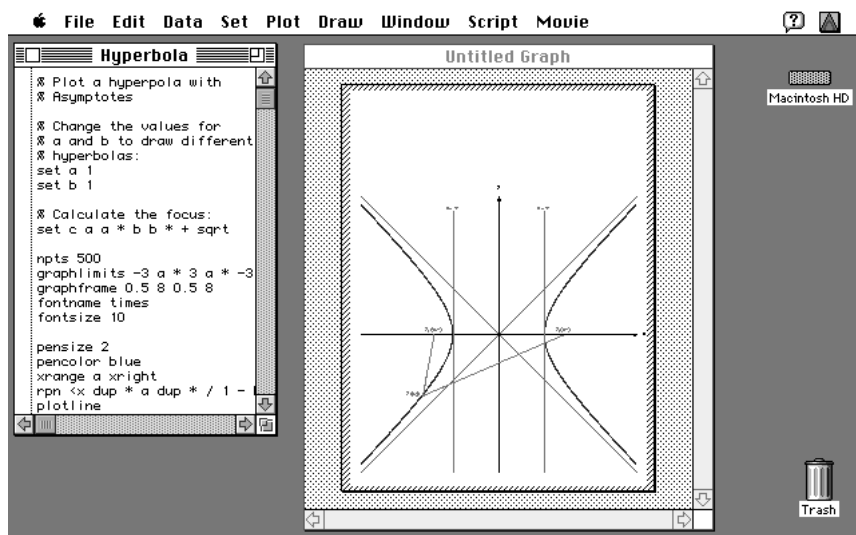 File Edit Data Set Plot Draw Window Script Movie
Hyperbola
% Plot a hyperpola with
% Asymptotes
% Change the values for
% a and b to draw different
% hyperbolas:
set a 1
set b 1
% Calculate the focus:
set c a a * b b * + sqrt
npts 500
graphlimits -3 a * 3 a * -3
graphframe 0.5 8 0.5 8
fontname times
fontsize 10
pensize 2
pencolor blue
xrange a xright
rpn <x dup * a dup * / 1 -
plotline
Untitled Graph
Macintosh HD
Trash